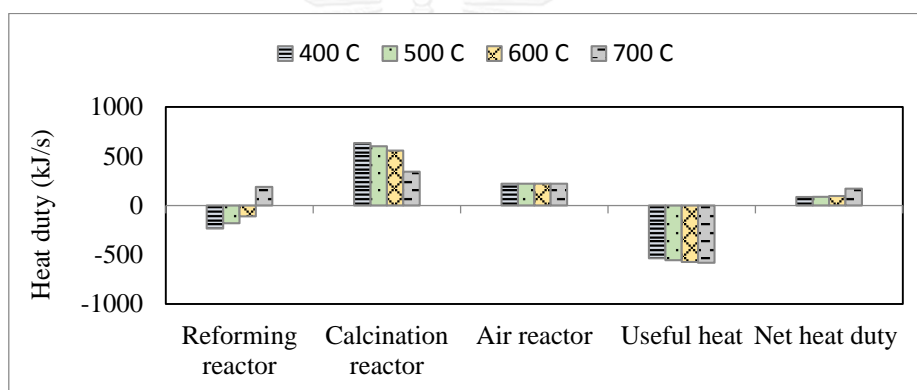 400 C 500 C 600 C 700 C
1000
500
0
-500
-1000
Heat duty (kJ/s)
Reforming reactor
Calcination reactor
Air reactor
Useful heat
Net heat duty